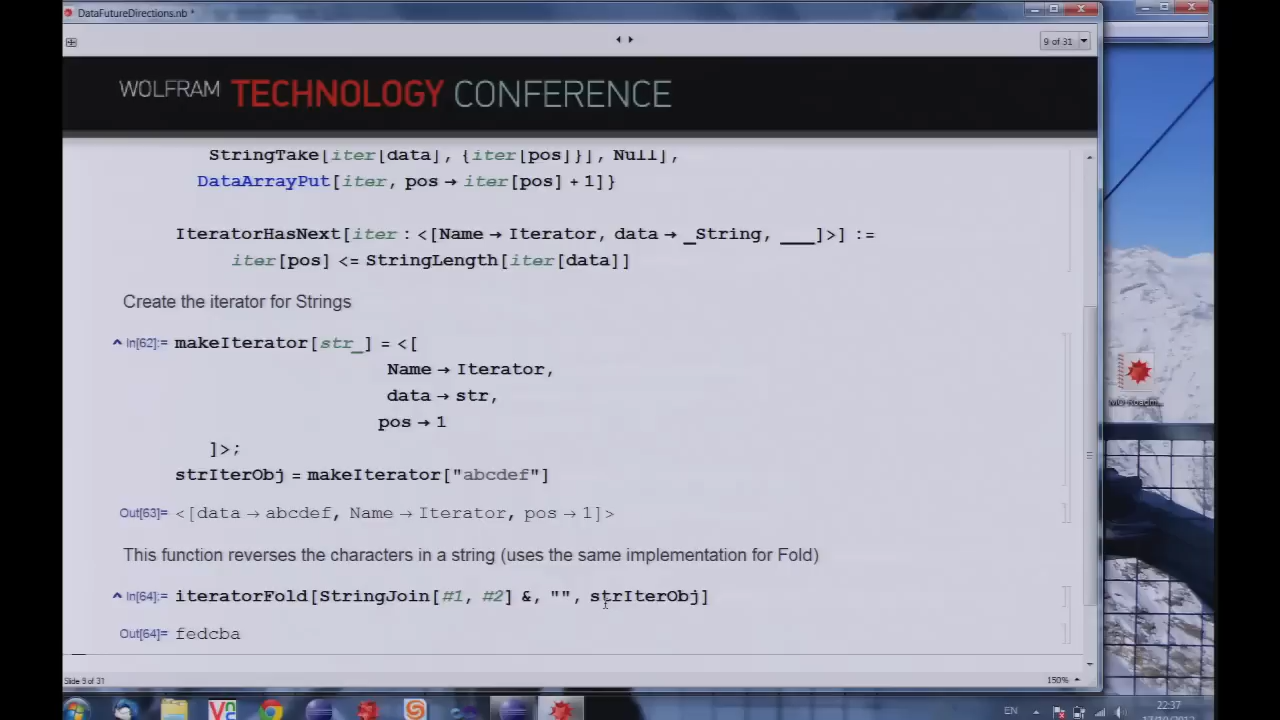 DataFutureDirections.nb *
9 of 31
WOLFRAM TECHNOLOGY CONFERENCE
StringTake[iter[data], {iter[pos]}], Null],
DataArrayPut[iter, pos → iter[pos] + 1]}
IteratorHasNext[iter : <[Name → Iterator, data → _String, ___]>] :=
iter[pos] <= StringLength[iter[data]]
Create the iterator for Strings
In[62]:= makeIterator[str_] = <[
Name → Iterator,
data → str,
pos → 1
]>;
strIterObj = makeIterator["abcdef"]
Out[63]= <[data → abcdef, Name → Iterator, pos → 1]>
This function reverses the characters in a string (uses the same implementation for Fold)
In[64]:= iteratorFold[StringJoin[#1, #2] &, "", strIterObj]
Out[64]= fedcba
Slide 9 of 31
150%
EN
22:37